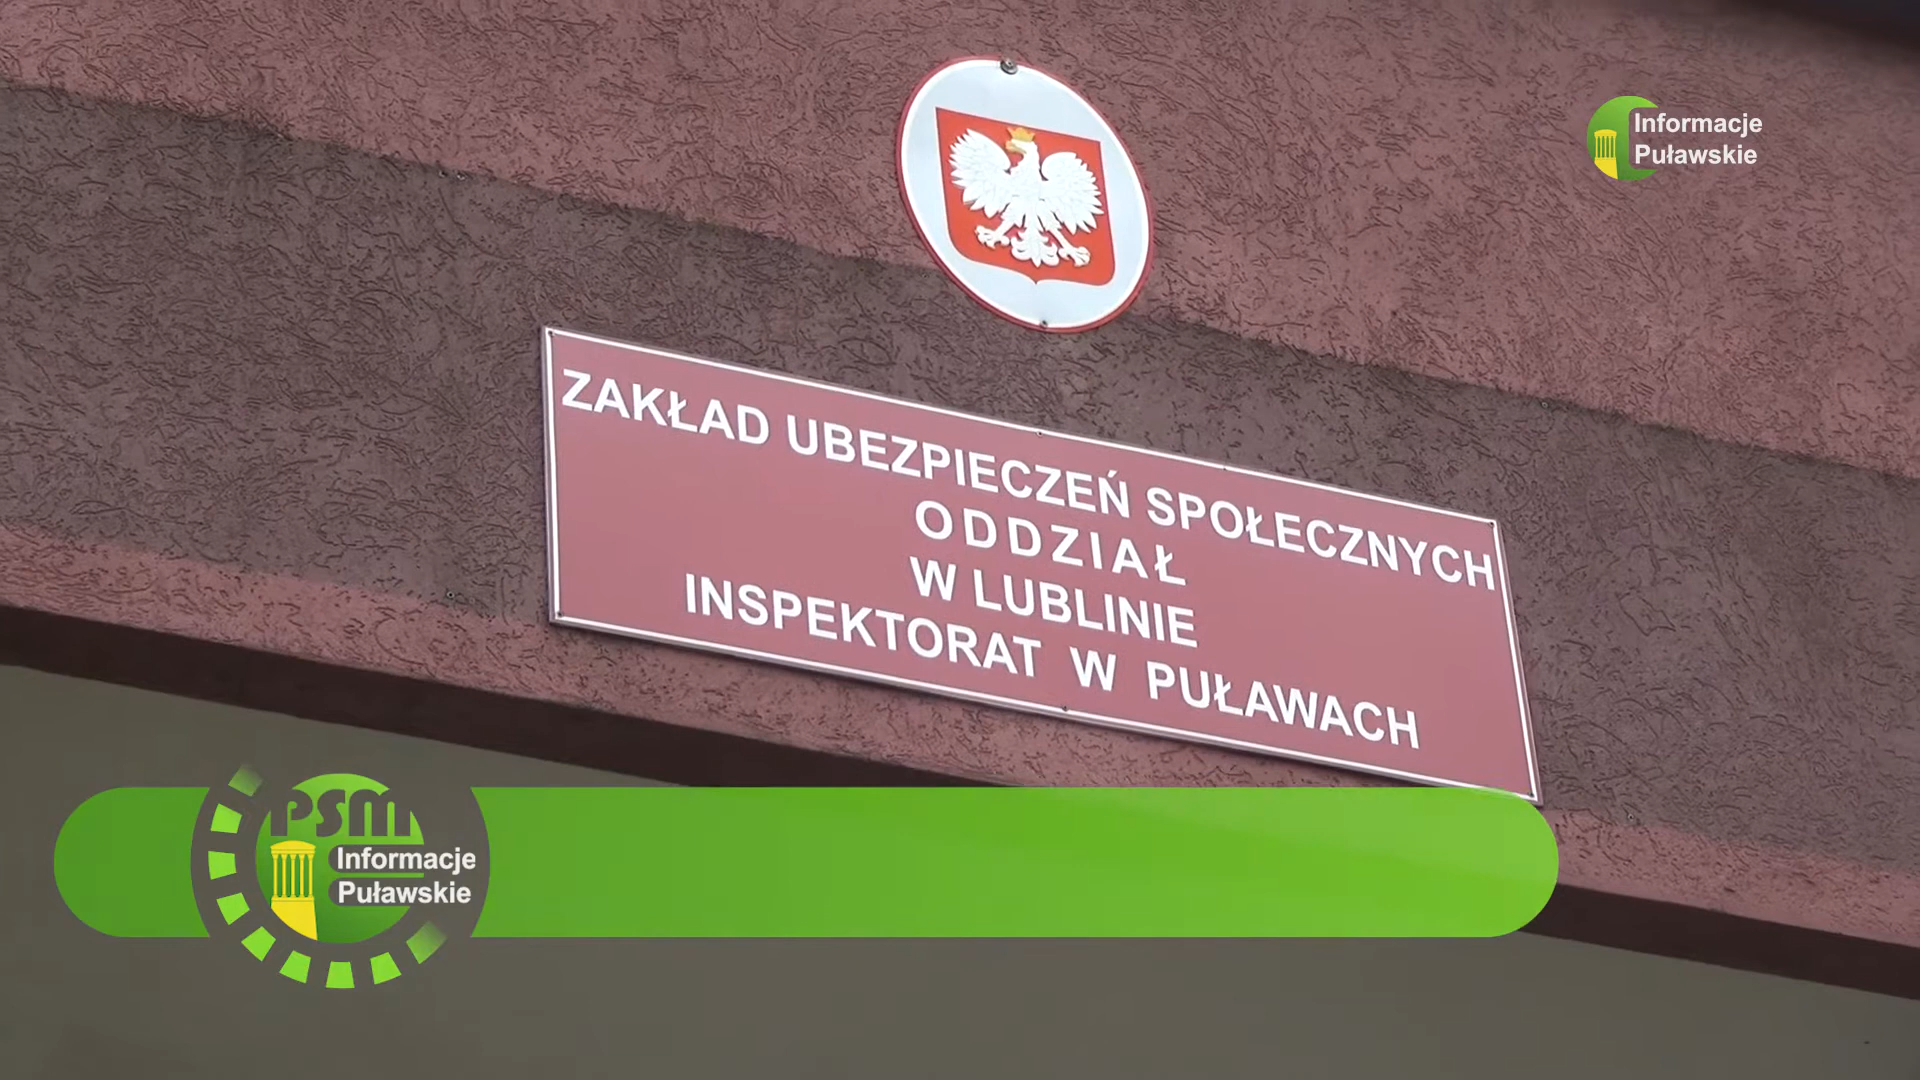 Informacje
Puławskie
ZAKŁAD UBEZPIECZEŃ SPOŁECZNYCH
ODDZIAŁ
W LUBLINIE
INSPEKTORAT W PUŁAWACH
PSM
Informacje
Puławskie